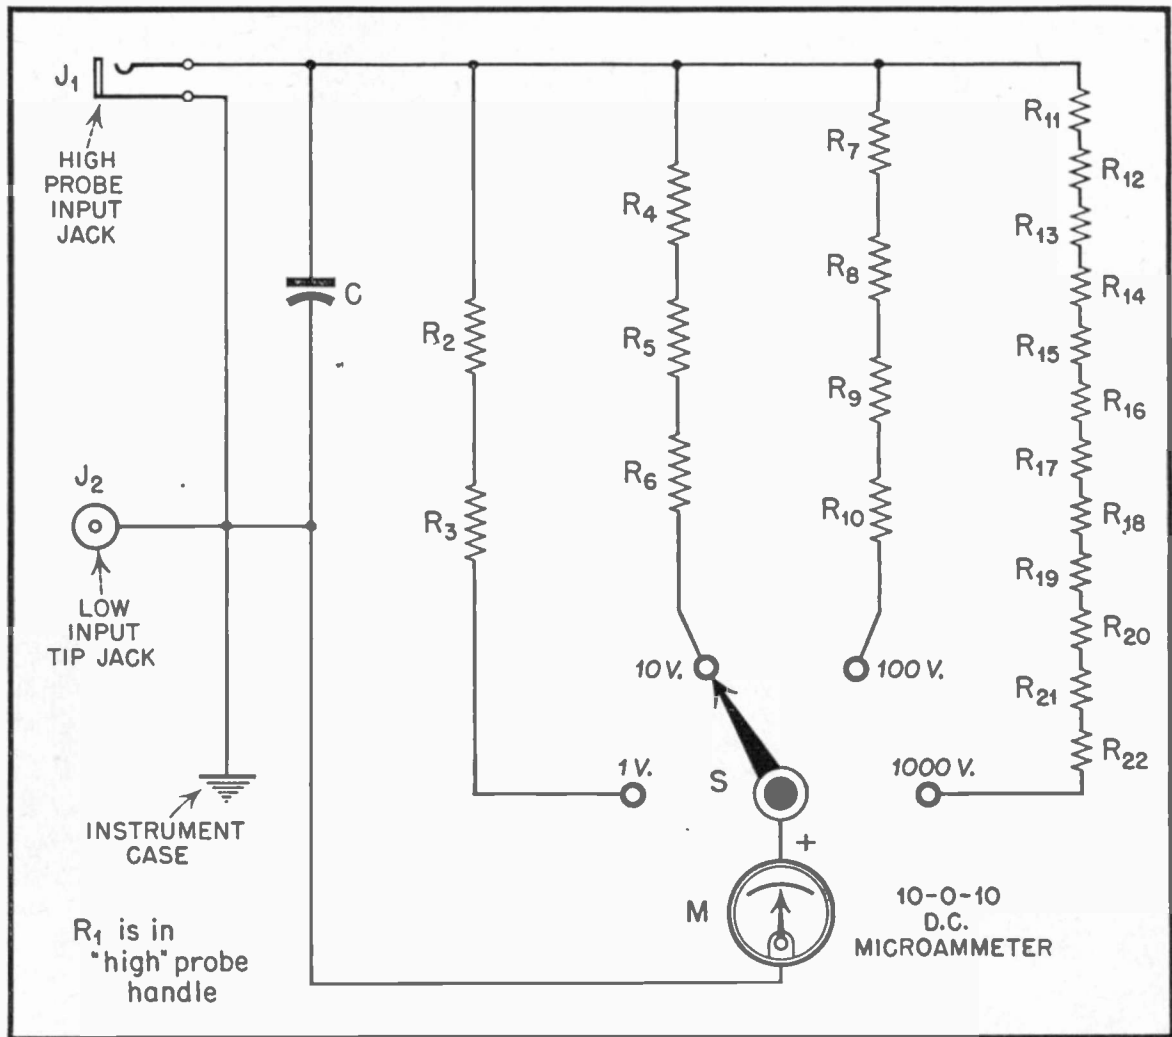 J1
HIGH
PROBE
INPUT
JACK
C
R2
R3
R4
R5
R6
R7
R8
R9
R10
R11
R12
R13
R14
R15
R16
R17
R18
R19
R20
R21
R22
J2
LOW
INPUT
TIP JACK
10 V.
100 V.
1 V.
S
1000 V.
INSTRUMENT
CASE
+
M
10-0-10
D.C.
MICROAMMETER
R1 is in
"high" probe
handle